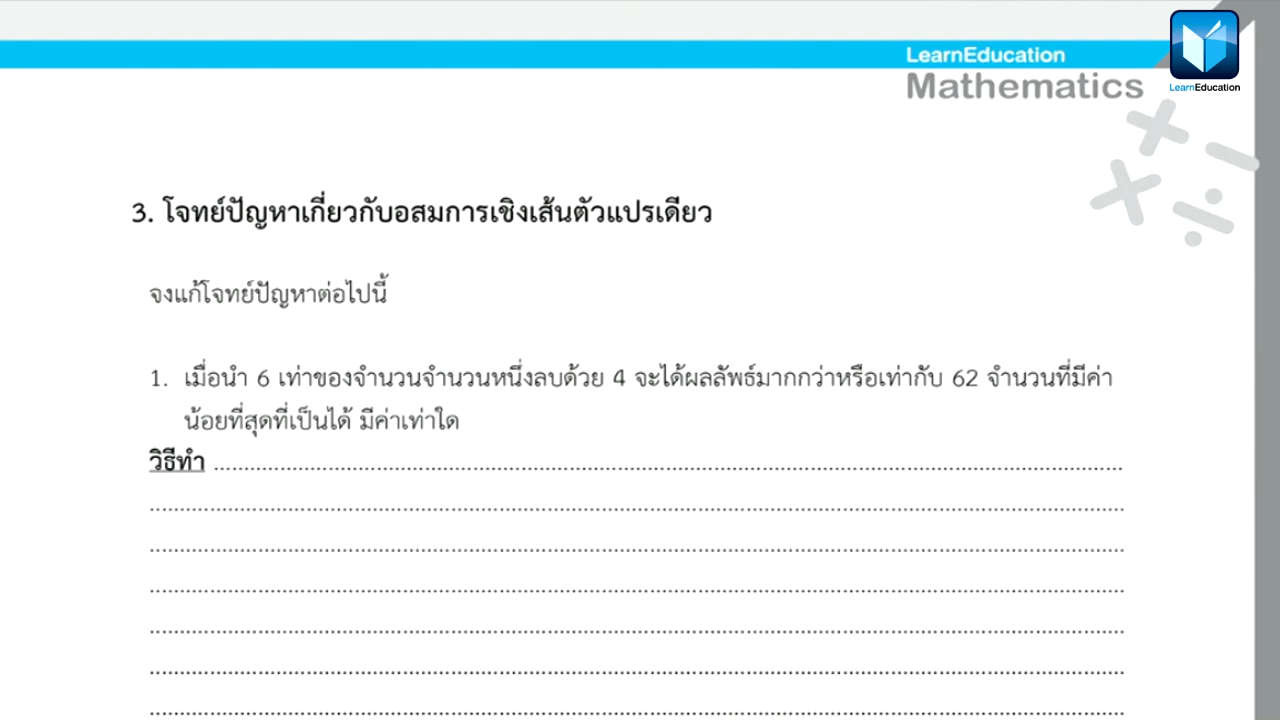 LearnEducation
Mathematics
LearnEducation
3. โจทย์ปัญหาเกี่ยวกับอสมการเชิงเส้นตัวแปรเดียว
จงแก้โจทย์ปัญหาต่อไปนี้
1. เมื่อนำ 6 เท่าของจำนวนจำนวนหนึ่งลบด้วย 4 จะได้ผลลัพธ์มากกว่าหรือเท่ากับ 62 จำนวนที่มีค่า
น้อยที่สุดที่เป็นได้ มีค่าเท่าใด
วิธีทำ